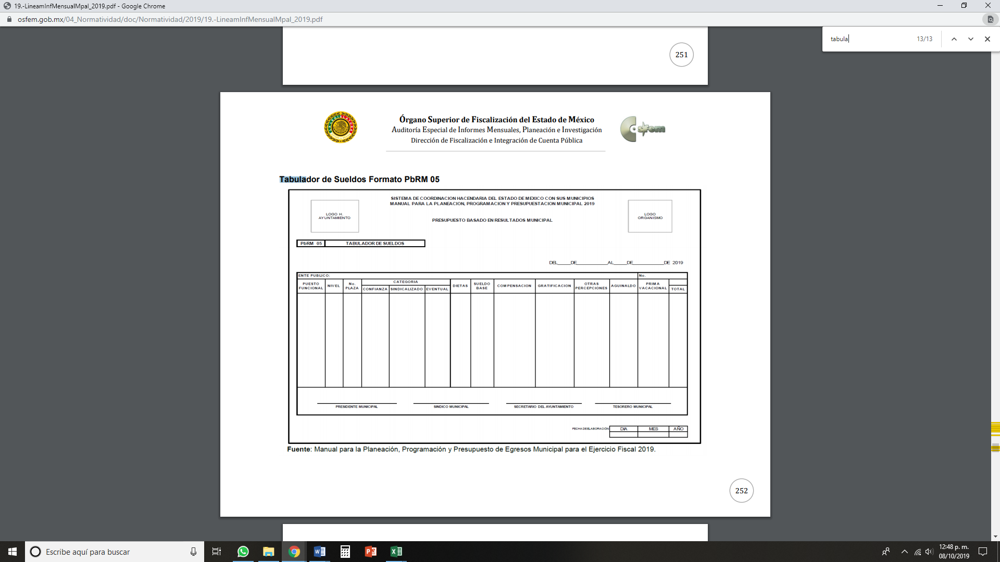 19.-LineamInfMensualMpal_2019.pdf - Google Chrome
osfem.gob.mx/04_Normatividad/doc/Normatividad/2019/19.-LineamInfMensualMpal_2019.pdf
tabula 13/13
251
Órgano Superior de Fiscalización del Estado de México
Auditoría Especial de Informes Mensuales, Planeación e Investigación
Dirección de Fiscalización e Integración de Cuenta Pública
osfem
Tabulador de Sueldos Formato PbRM 05
SISTEMA DE COORDINACION HACENDARIA DEL ESTADO DE MEXICO CON SUS MUNICIPIOS
MANUAL PARA LA PLANEACION, PROGRAMACION Y PRESUPUESTACION MUNICIPAL 2019
LOGO H.
AYUNTAMIENTO
LOGO
ORGANISMO
PRESUPUESTO BASADO EN RESULTADOS MUNICIPAL
PbRM 05 TABULADOR DE SUELDOS
DEL_____DE____________AL_____DE____________DE 2019
ENTE PUBLICO: No.
PUESTO FUNCIONAL NIVEL No. PLAZA CATEGORIA DIETAS SUELDO BASE COMPENSACION GRATIFICACION OTRAS PERCEPCIONES AGUINALDO PRIMA VACACIONAL TOTAL
CONFIANZA SINDICALIZADO EVENTUAL
PRESIDENTE MUNICIPAL SINDICO MUNICIPAL SECRETARIO DEL AYUNTAMIENTO TESORERO MUNICIPAL
FECHA DE ELABORACIÓN DIA MES AÑO
Fuente: Manual para la Planeación, Programación y Presupuesto de Egresos Municipal para el Ejercicio Fiscal 2019.
252
Escribe aquí para buscar
12:48 p. m.
08/10/2019